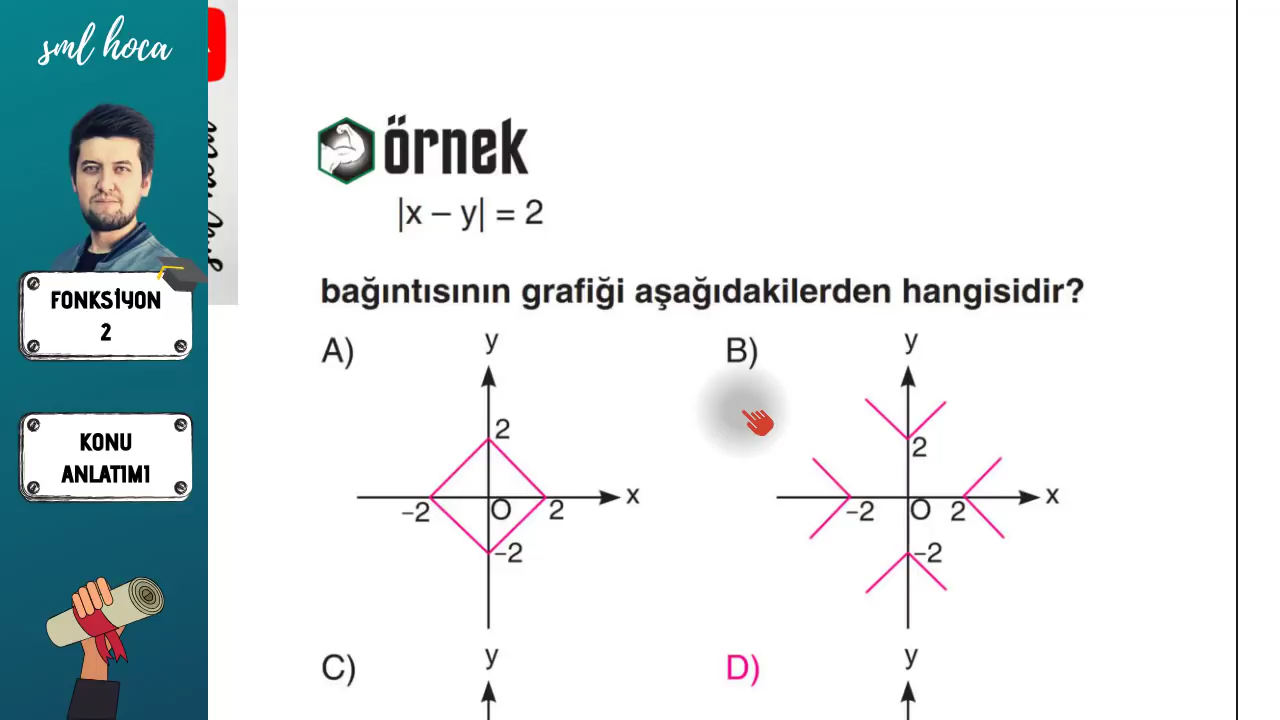 sml hoca
FONKSİYON
2
KONU
ANLATIMI
örnek
|x – y| = 2
bağıntısının grafiği aşağıdakilerden hangisidir?
A)
y
2
x
–2
O
2
–2
B)
y
2
x
–2
O
2
–2
C)
y
D)
y